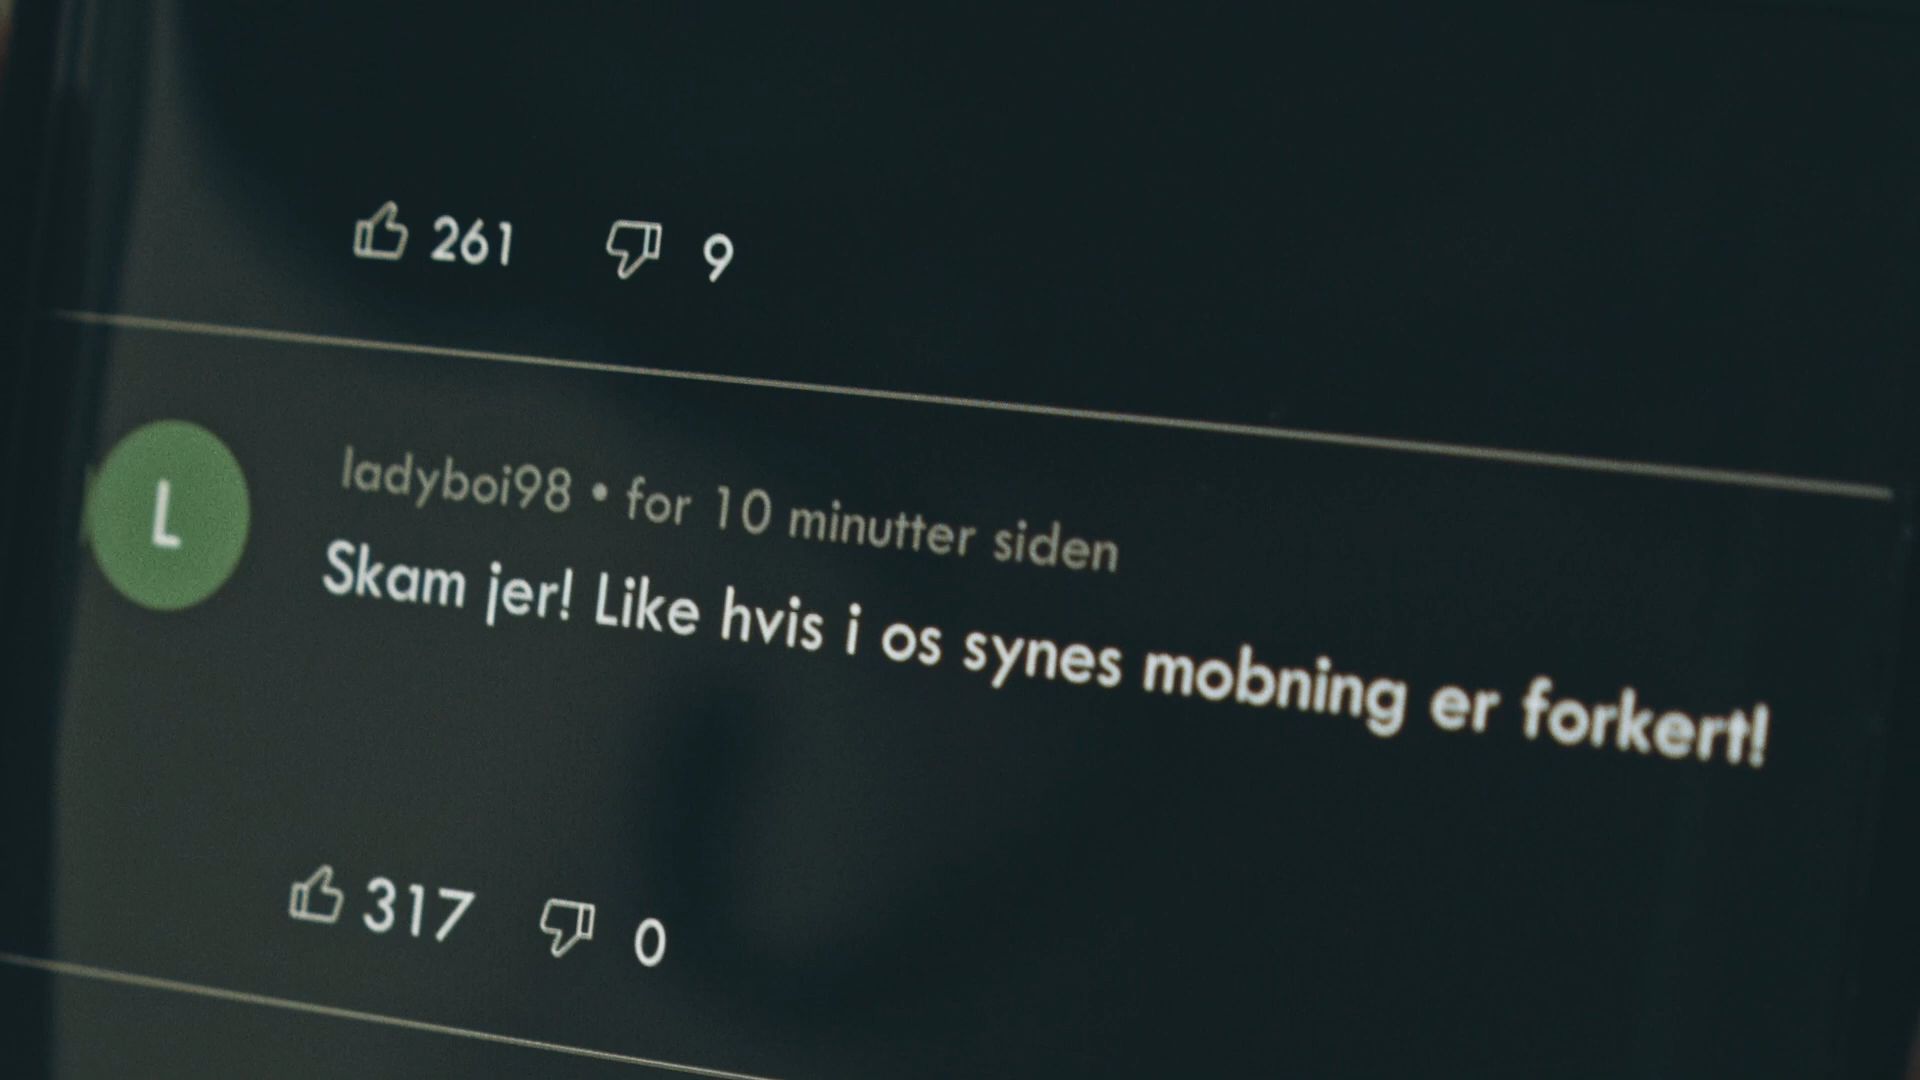 261 9
L
ladyboi98 • for 10 minutter siden
Skam jer! Like hvis i os synes mobning er forkert!
317 0